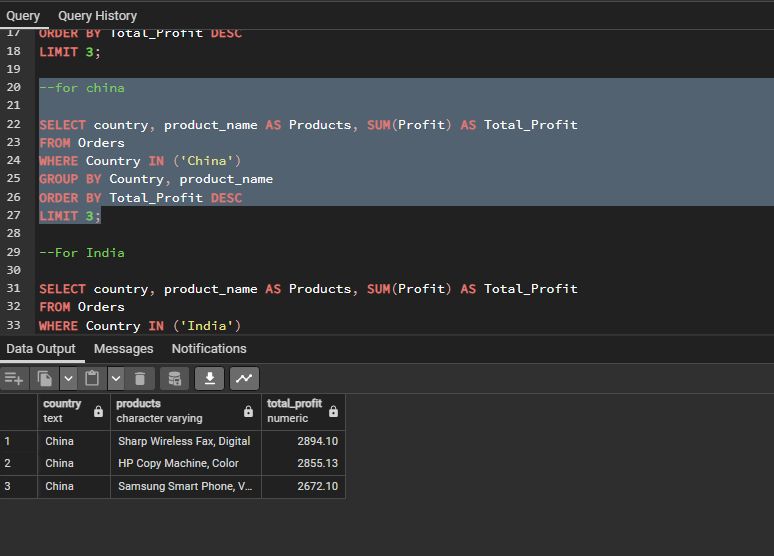 Query Query History
17 ORDER BY Total_Profit DESC
18 LIMIT 3;
19
20 --for china
21
22 SELECT country, product_name AS Products, SUM(Profit) AS Total_Profit
23 FROM Orders
24 WHERE Country IN ('China')
25 GROUP BY Country, product_name
26 ORDER BY Total_Profit DESC
27 LIMIT 3;
28
29 --For India
30
31 SELECT country, product_name AS Products, SUM(Profit) AS Total_Profit
32 FROM Orders
33 WHERE Country IN ('India')
Data Output Messages Notifications
country products total_profit
text character varying numeric
1 China Sharp Wireless Fax, Digital 2894.10
2 China HP Copy Machine, Color 2855.13
3 China Samsung Smart Phone, V... 2672.10